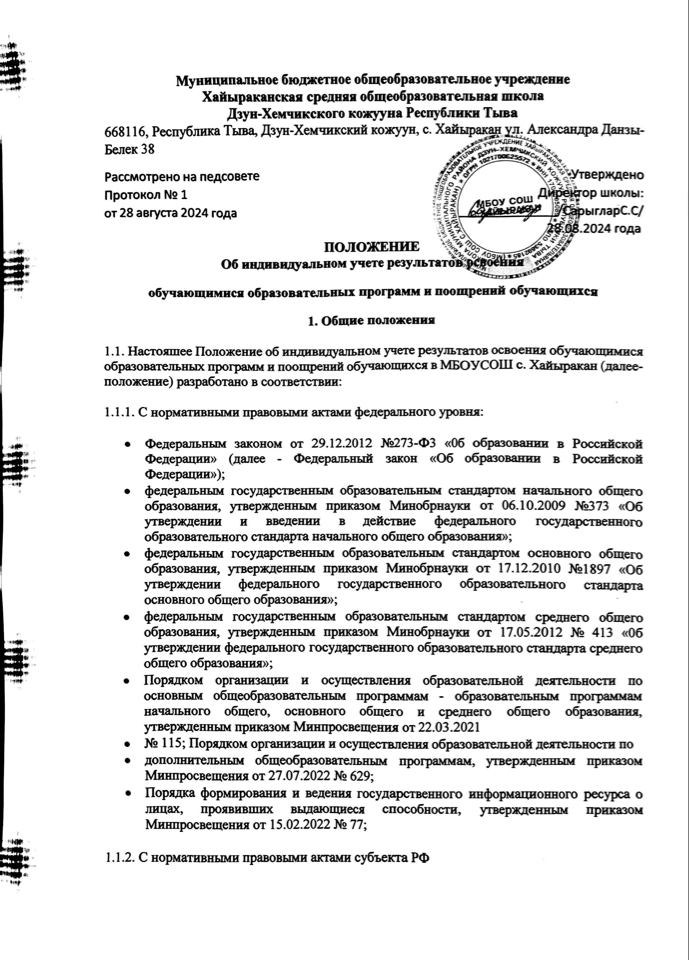 Муниципальное бюджетное общеобразовательное учреждение
Хайыраканская средняя общеобразовательная школа
Дзун-Хемчикского кожууна Республики Тыва
668116, Республика Тыва, Дзун-Хемчикский кожуун, с. Хайыракан ул. Александра Данзы-
Белек 38
Рассмотрено на педсовете
Протокол № 1
от 28 августа 2024 года
Утверждено
Директор школы:
/СарыгларС.С/
28.08.2024 года
МБОУ СОШ
ПОЛОЖЕНИЕ
Об индивидуальном учете результатов освоения
обучающимися образовательных программ и поощрений обучающихся
1. Общие положения
1.1. Настоящее Положение об индивидуальном учете результатов освоения обучающимися
образовательных программ и поощрений обучающихся в МБОУСОШ с. Хайыракан (далее-
положение) разработано в соответствии:
1.1.1. С нормативными правовыми актами федерального уровня:
• Федеральным законом от 29.12.2012 №273-ФЗ «Об образовании в Российской
Федерации» (далее - Федеральный закон «Об образовании в Российской
Федерации»);
• федеральным государственным образовательным стандартом начального общего
образования, утвержденным приказом Минобрнауки от 06.10.2009 №373 «Об
утверждении и введении в действие федерального государственного
образовательного стандарта начального общего образования»;
• федеральным государственным образовательным стандартом основного общего
образования, утвержденным приказом Минобрнауки от 17.12.2010 №1897 «Об
утверждении федерального государственного образовательного стандарта
основного общего образования»;
• федеральным государственным образовательным стандартом среднего общего
образования, утвержденным приказом Минобрнауки от 17.05.2012 № 413 «Об
утверждении федерального государственного образовательного стандарта среднего
общего образования»;
• Порядком организации и осуществления образовательной деятельности по
основным общеобразовательным программам - образовательным программам
начального общего, основного общего и среднего общего образования,
утвержденным приказом Минпросвещения от 22.03.2021
• № 115; Порядком организации и осуществления образовательной деятельности по
• дополнительным общеобразовательным программам, утвержденным приказом
Минпросвещения от 27.07.2022 № 629;
• Порядка формирования и ведения государственного информационного ресурса о
лицах, проявивших выдающиеся способности, утвержденным приказом
Минпросвещения от 15.02.2022 № 77;
1.1.2. С нормативными правовыми актами субъекта РФ